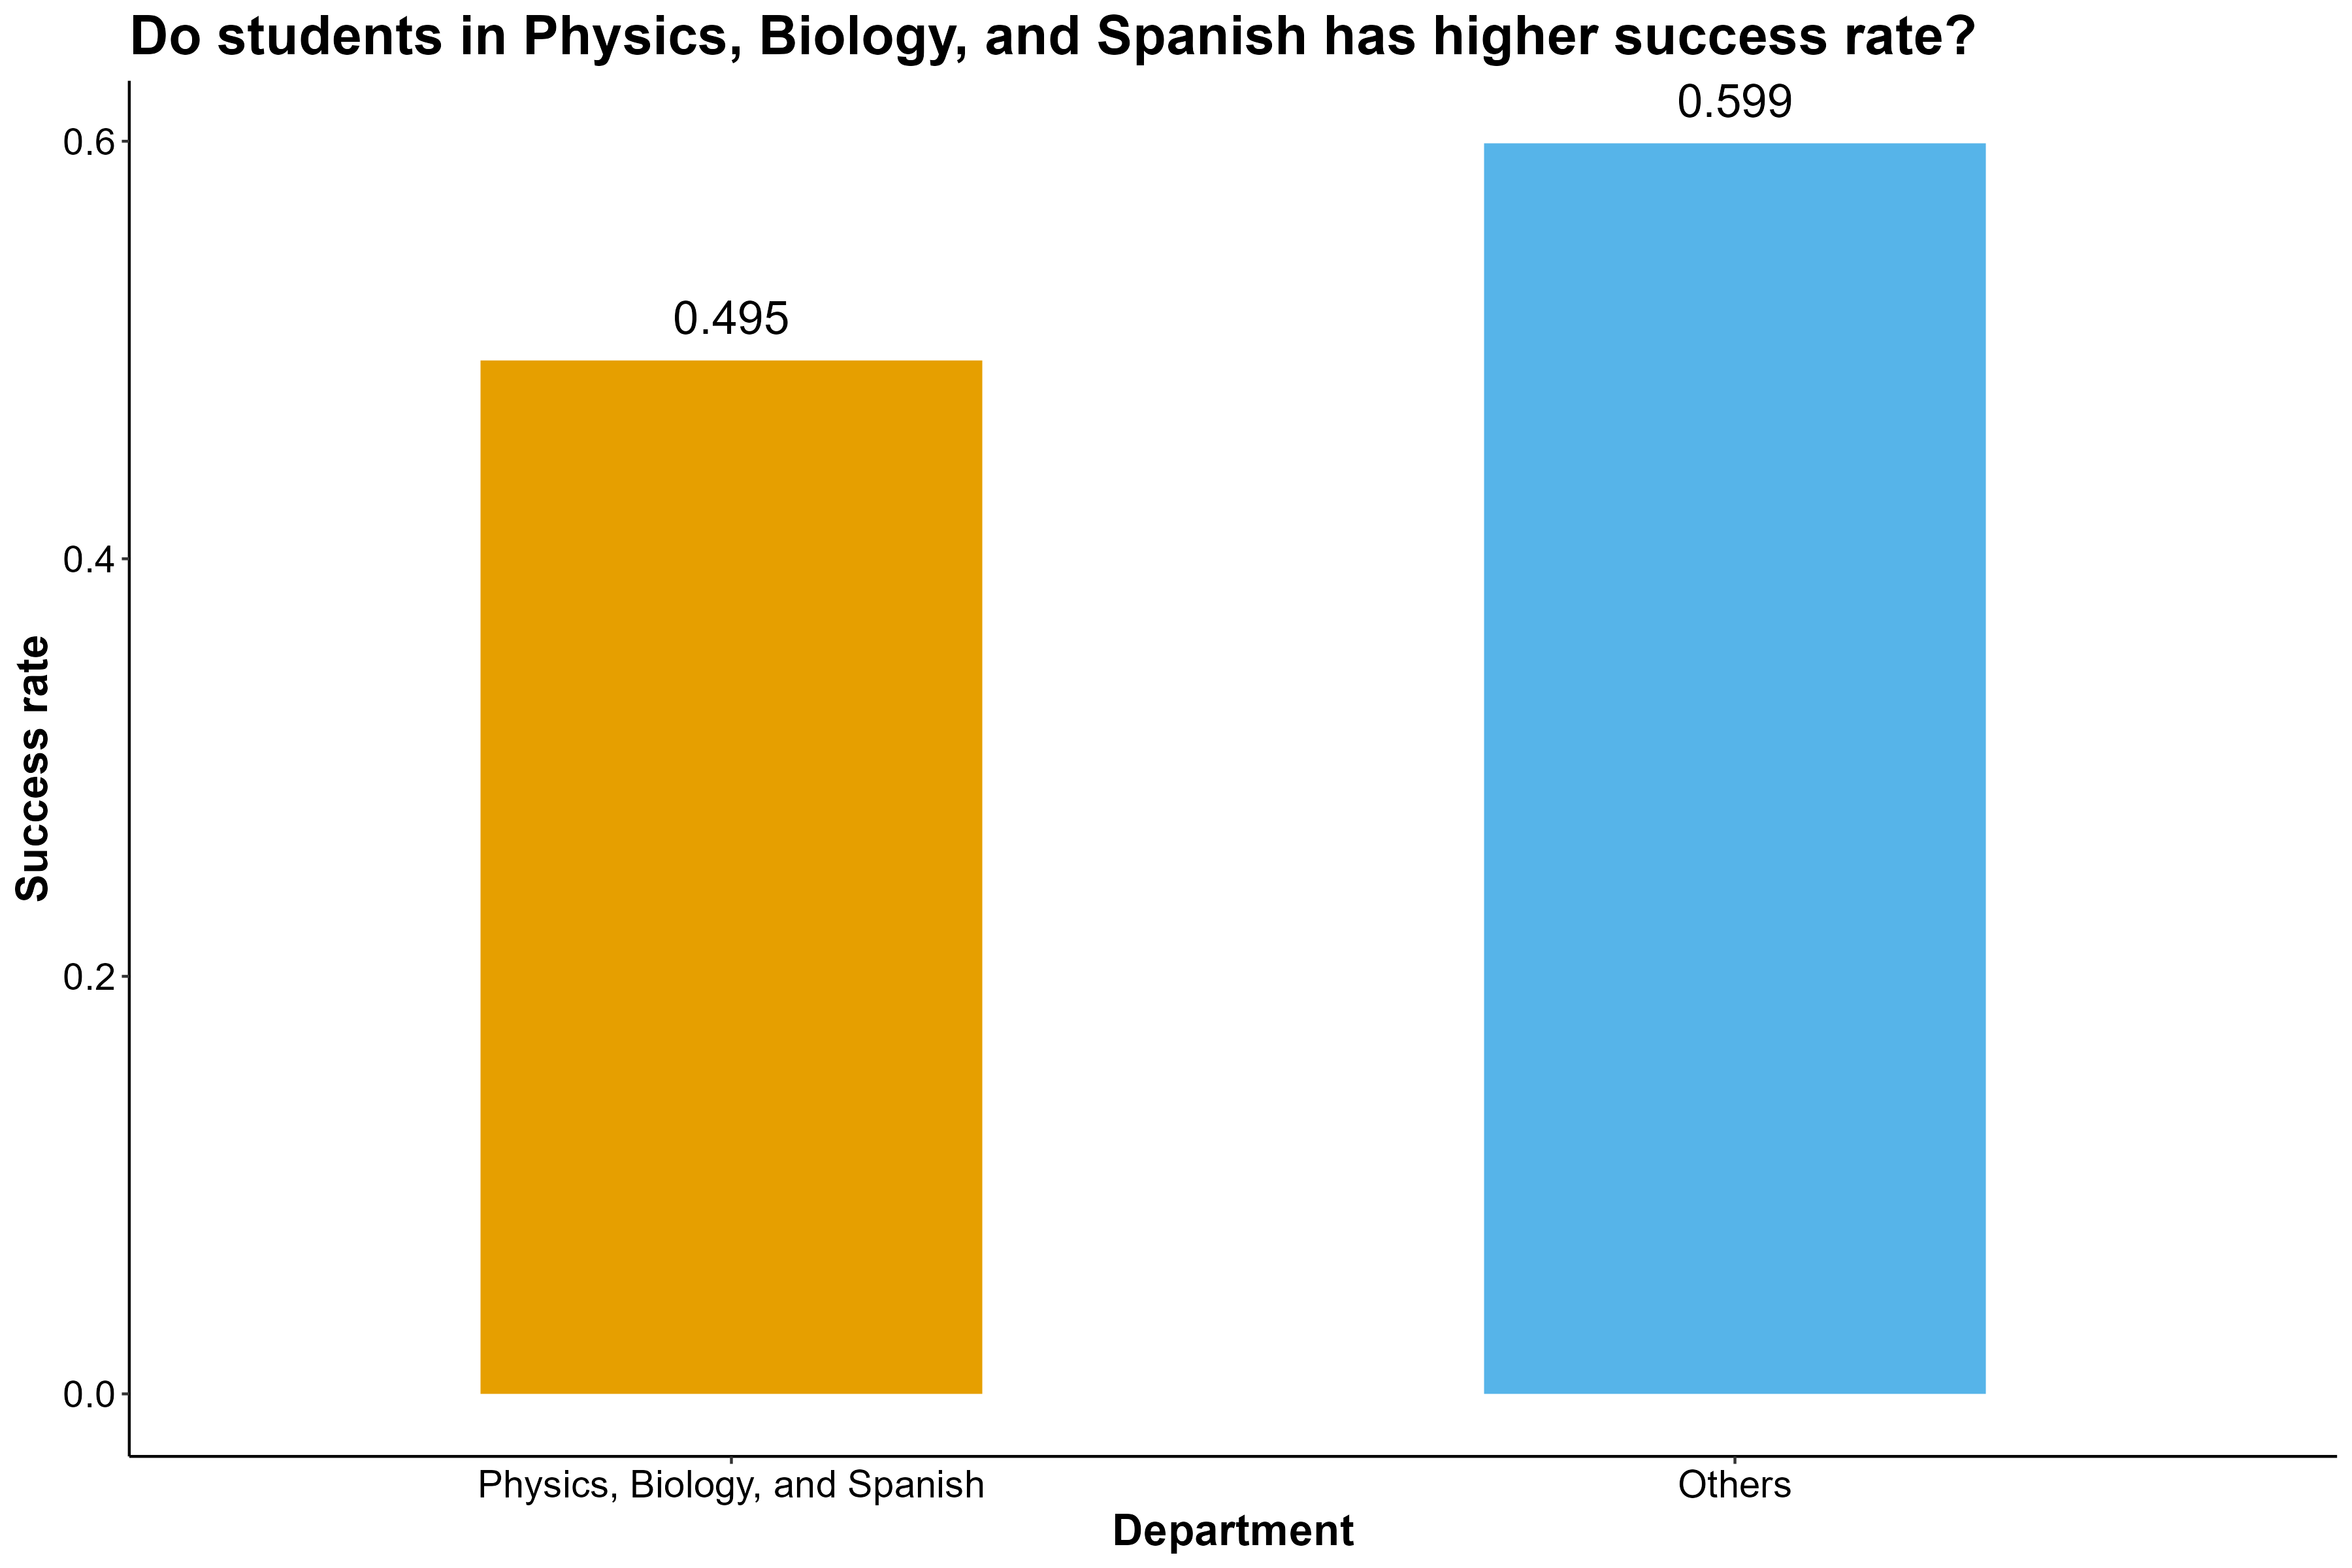 Do students in Physics, Biology, and Spanish has higher success rate?
0.599
0.6
0.495
0.4
Success rate
0.2
0.0
Physics, Biology, and Spanish
Others
Department